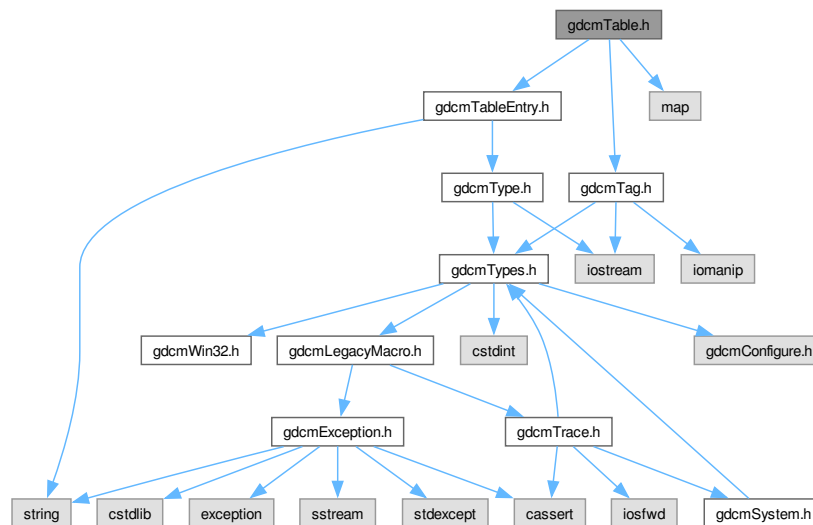 gdcmTable.h
gdcmTableEntry.h
map
gdcmType.h
gdcmTag.h
gdcmTypes.h
iostream
iomanip
gdcmWin32.h
gdcmLegacyMacro.h
cstdint
gdcmConfigure.h
gdcmException.h
gdcmTrace.h
string
cstdlib
exception
sstream
stdexcept
cassert
iosfwd
gdcmSystem.h